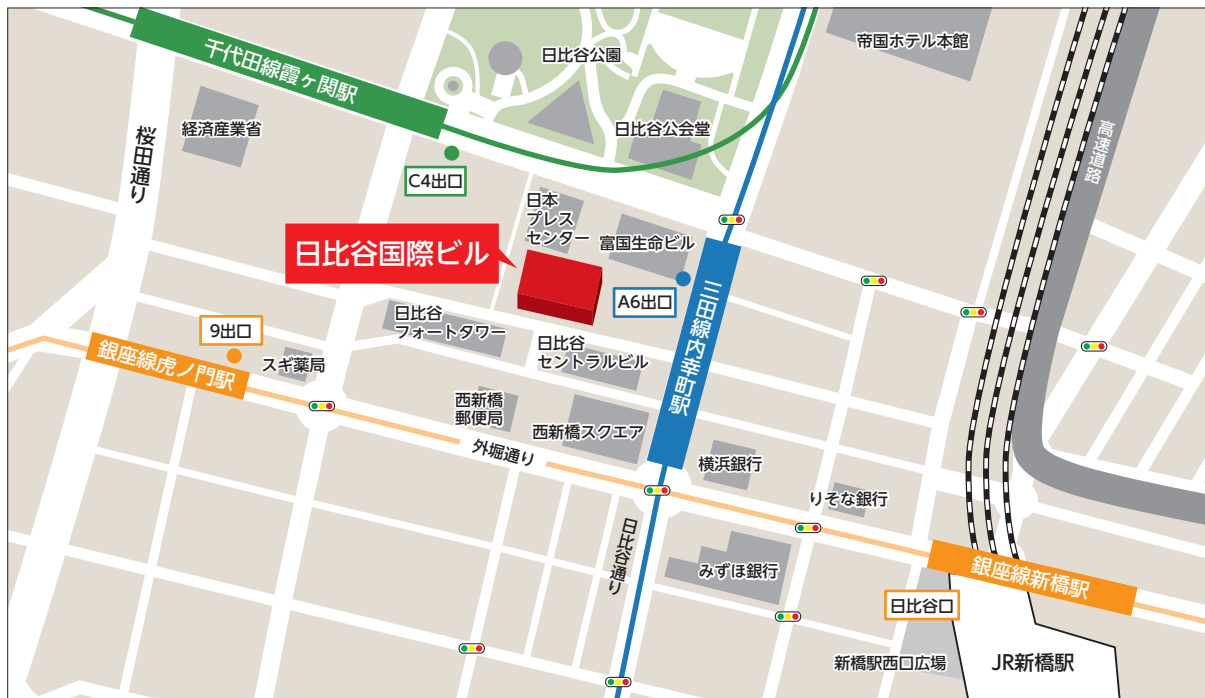 千代田線霞ヶ関駅
日比谷公園
帝国ホテル本館
経済産業省
日比谷公会堂
高速道路
桜田通り
C4出口
日本
プレス
センター
富国生命ビル
日比谷国際ビル
A6出口
三田線内幸町駅
9出口
日比谷
フォートタワー
日比谷
セントラルビル
銀座線虎ノ門駅
スギ薬局
西新橋
郵便局
西新橋スクエア
外堀通り
横浜銀行
りそな銀行
日比谷通り
みずほ銀行
銀座線新橋駅
日比谷口
新橋駅西口広場
JR新橋駅